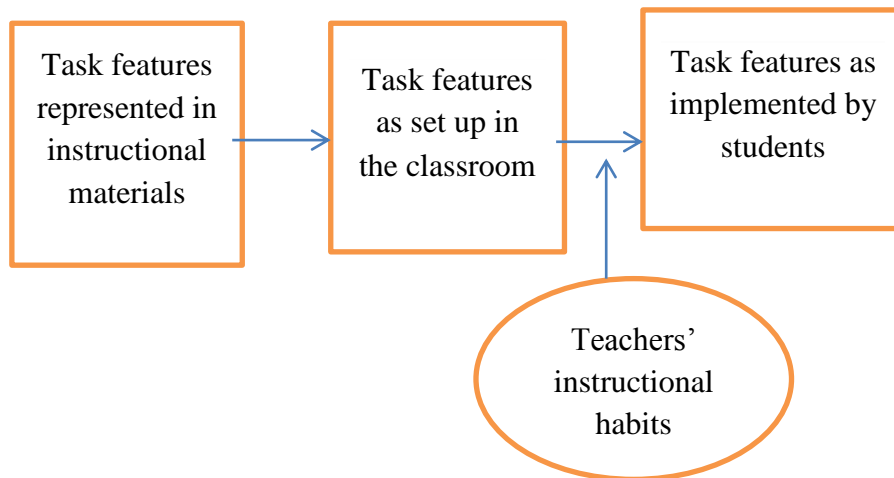 Task features
represented in
instructional
materials
Task features
as set up in
the classroom
Task features as
implemented by
students
Teachers’
instructional
habits